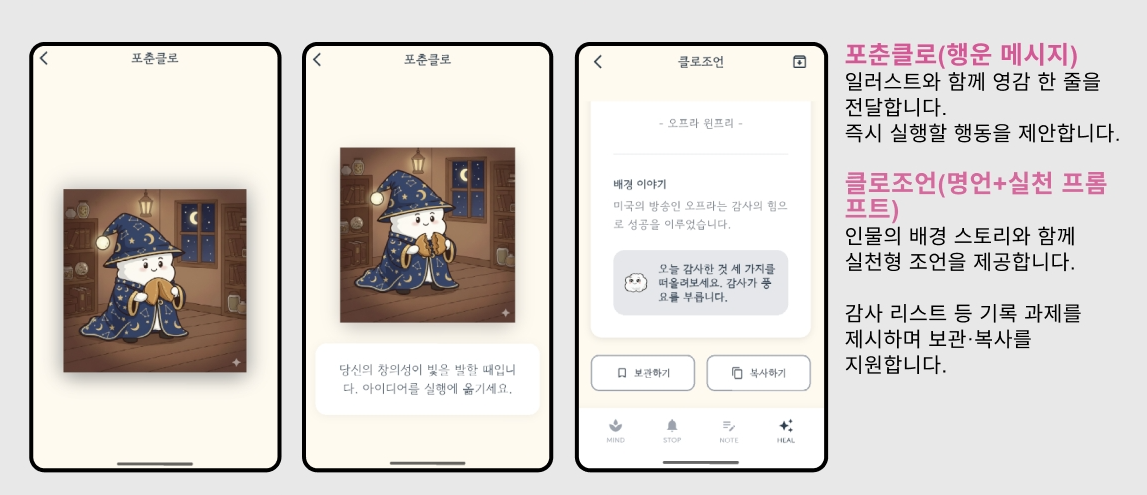 포춘클로
포춘클로
당신의 창의성이 빛을 발할 때입니
다. 아이디어를 실행에 옮기세요.
클로조언
- 오프라 윈프리 -
배경 이야기
미국의 방송인 오프라는 감사의 힘으
로 성공을 이루었습니다.
오늘 감사한 것 세 가지를
떠올려보세요. 감사가 풍
요를 부릅니다.
보관하기
복사하기
MIND
STOP
NOTE
HEAL
포춘클로(행운 메시지)
일러스트와 함께 영감 한 줄을
전달합니다.
즉시 실행할 행동을 제안합니다.
클로조언(명언+실천 프롬
프트)
인물의 배경 스토리와 함께
실천형 조언을 제공합니다.
감사 리스트 등 기록 과제를
제시하며 보관·복사를
지원합니다.